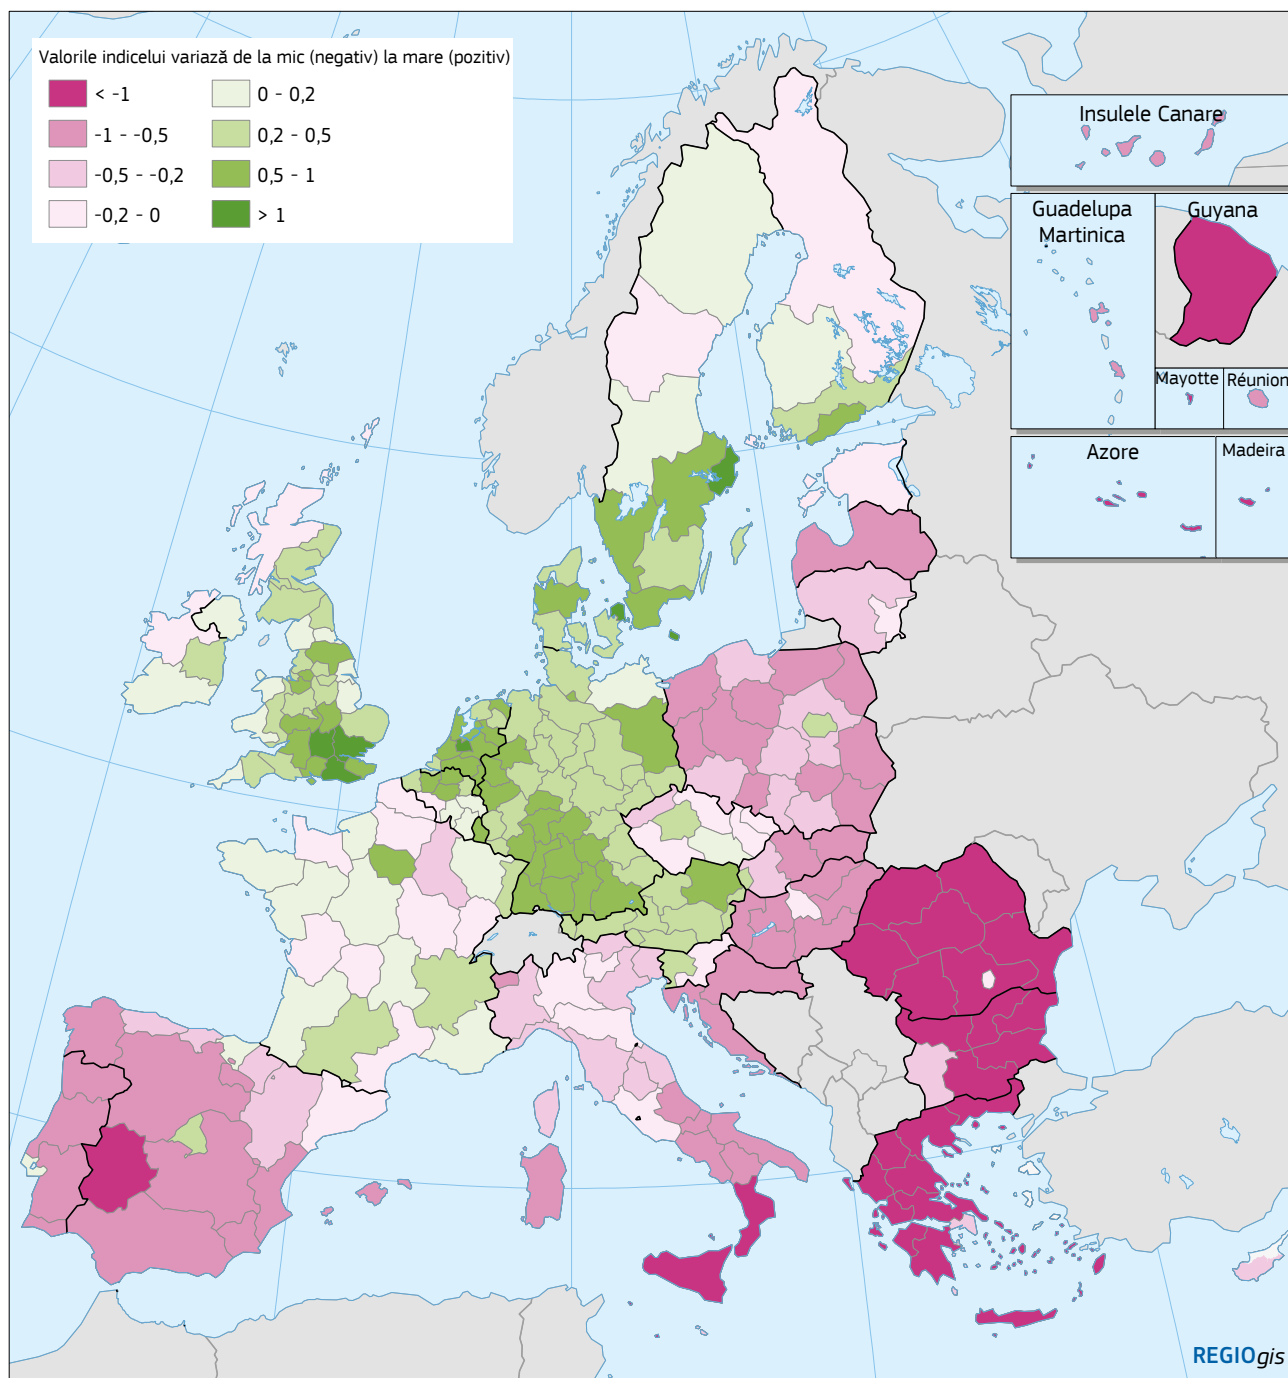 Valorile indicelui variază de la mic (negativ) la mare (pozitiv)
< -1
-1 - -0,5
-0,5 - -0,2
-0,2 - 0
0 - 0,2
0,2 - 0,5
0,5 - 1
> 1
Insulele Canare
Guadelupa
Martinica
Guyana
Mayotte
Réunion
Azore
Madeira
REGIOgis